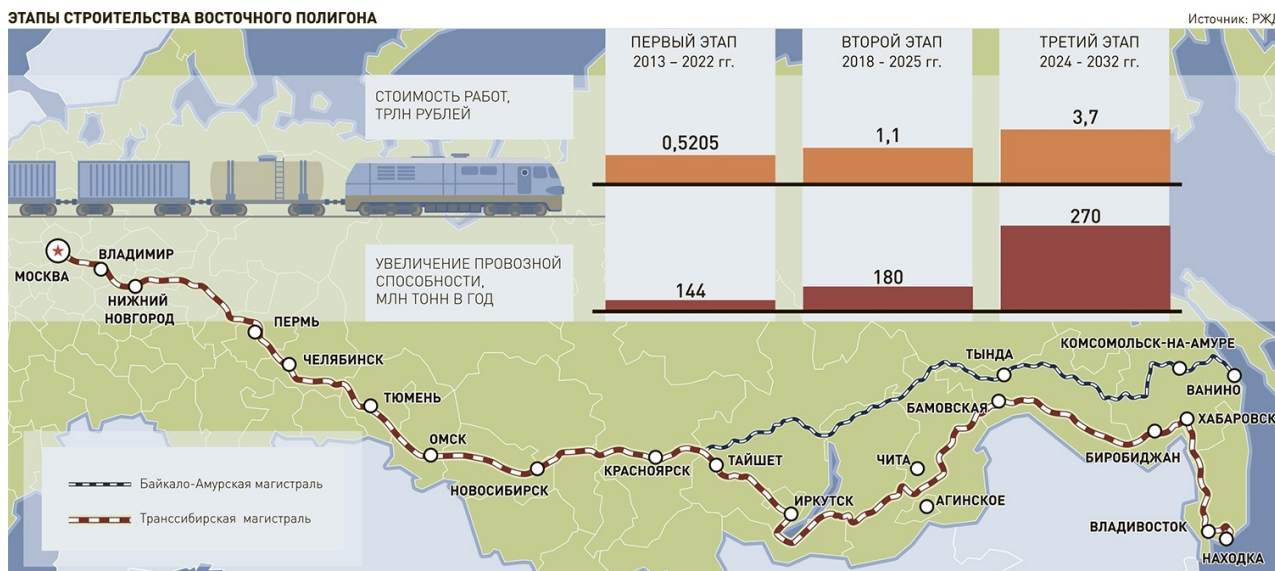 ЭТАПЫ СТРОИТЕЛЬСТВА ВОСТОЧНОГО ПОЛИГОНА
Источник: РЖД
ПЕРВЫЙ ЭТАП
2013 – 2022 гг.
ВТОРОЙ ЭТАП
2018 - 2025 гг.
ТРЕТИЙ ЭТАП
2024 - 2032 гг.
СТОИМОСТЬ РАБОТ,
ТРЛН РУБЛЕЙ
0,5205
1,1
3,7
УВЕЛИЧЕНИЕ ПРОВОЗНОЙ
СПОСОБНОСТИ,
МЛН ТОНН В ГОД
144
180
270
МОСКВА
ВЛАДИМИР
НИЖНИЙ
НОВГОРОД
ПЕРМЬ
ЧЕЛЯБИНСК
ТЮМЕНЬ
ОМСК
НОВОСИБИРСК
КРАСНОЯРСК
ТАЙШЕТ
ИРКУТСК
ЧИТА
АГИНСКОЕ
БАМОВСКАЯ
ТЫНДА
КОМСОМОЛЬСК-НА-АМУРЕ
ВАНИНО
ХАБАРОВСК
БИРОБИДЖАН
ВЛАДИВОСТОК
НАХОДКА
Байкало-Амурская магистраль
Транссибирская магистраль